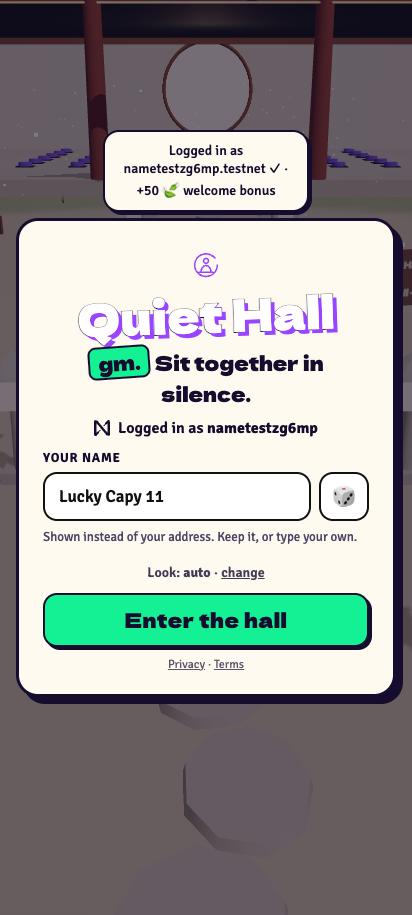 Logged in as
nametestzg6mp.testnet ✓ ·
+50 🍃 welcome bonus
Quiet Hall
gm. Sit together in
silence.
Logged in as nametestzg6mp
YOUR NAME
Lucky Capy 11
Shown instead of your address. Keep it, or type your own.
Look: auto · change
Enter the hall
Privacy · Terms